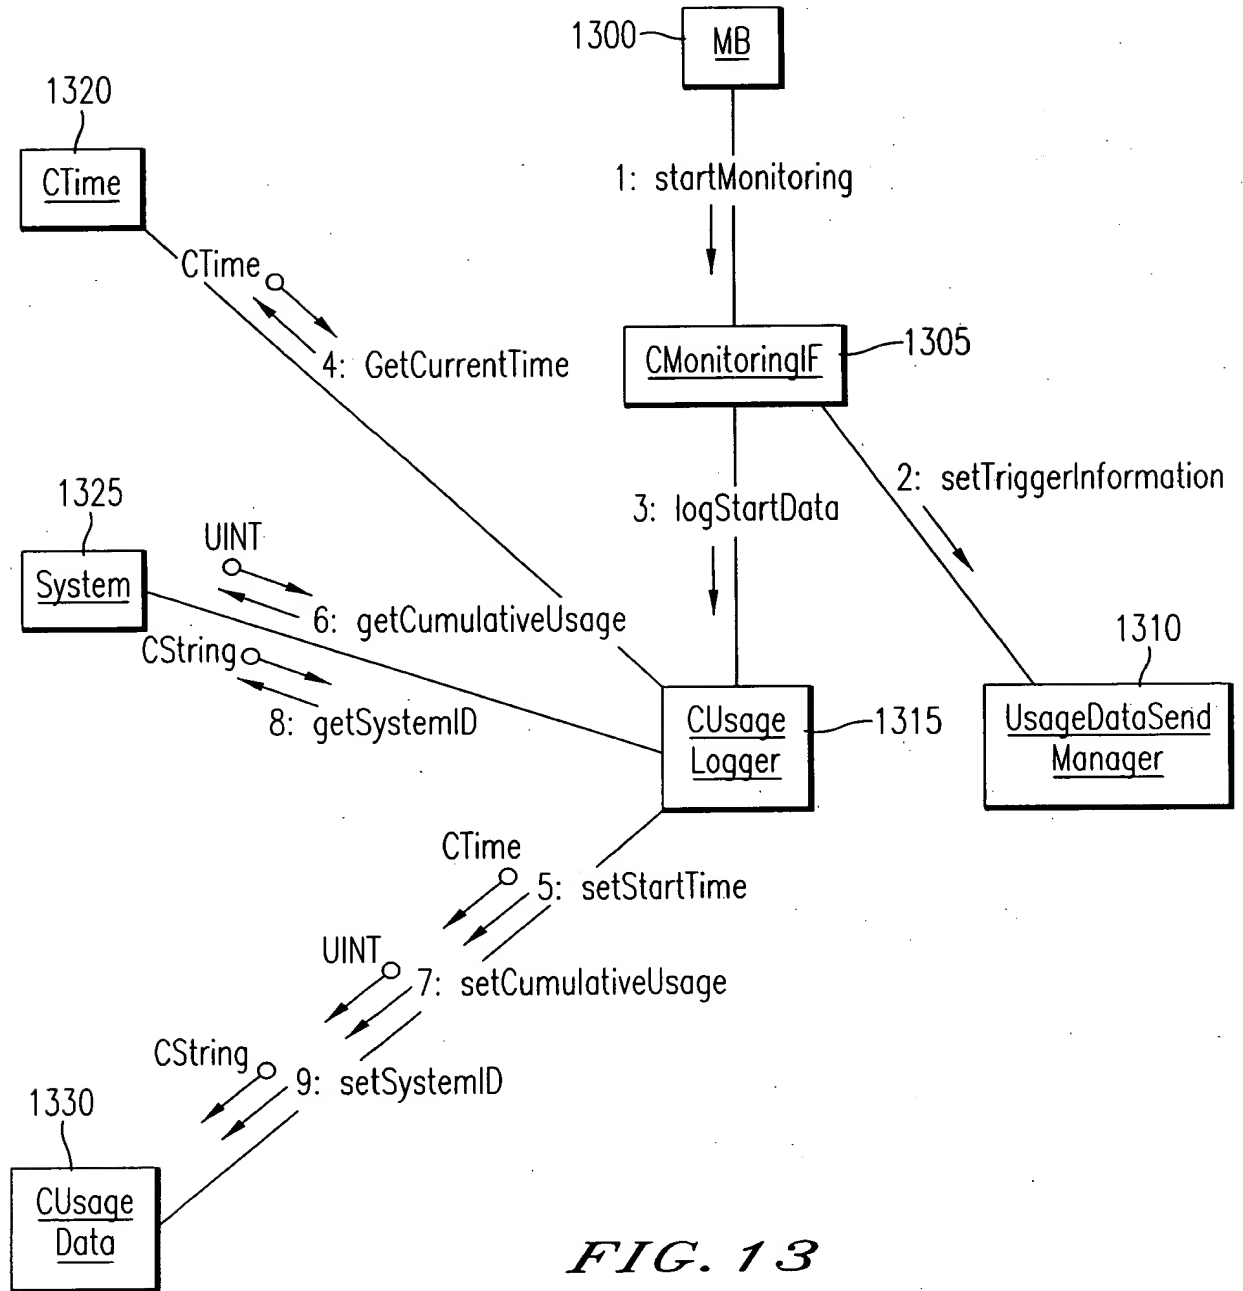 1300
MB
1320
CTime
1: startMonitoring
CTime
4: GetCurrentTime
CMonitoringIF
1305
2: setTriggerInformation
3: logStartData
1325
System
UINT
6: getCumulativeUsage
CString
8: getSystemID
1310
UsageDataSend
Manager
CUsage
Logger
1315
CTime
5: setStartTime
UINT
7: setCumulativeUsage
CString
9: setSystemID
1330
CUsage
Data
FIG. 13